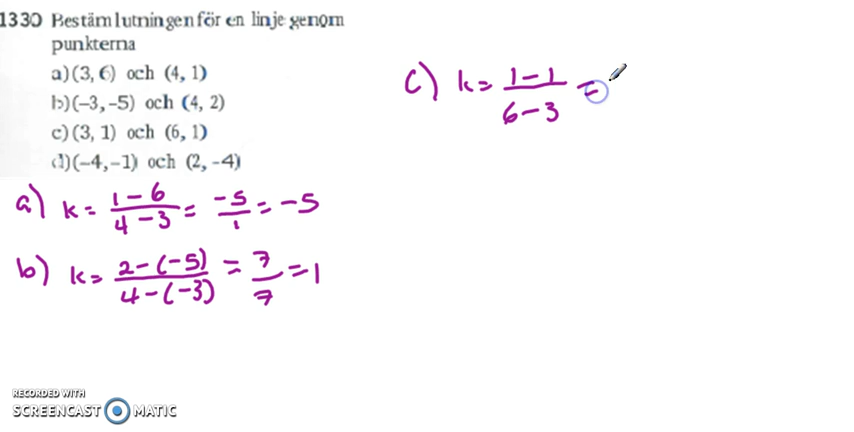 1330 Bestäm lutningen för en linje genom
punkterna
a) (3, 6) och (4, 1)
b) (−3, −5) och (4, 2)
c) (3, 1) och (6, 1)
d) (−4, −1) och (2, −4)
a) k = (1 − 6)/(4 − 3) = −5/1 = −5
b) k = (2 − (−5))/(4 − (−3)) = 7/7 = 1
c) k = (1 − 1)/(6 − 3) =
RECORDED WITH
SCREENCAST MATIC